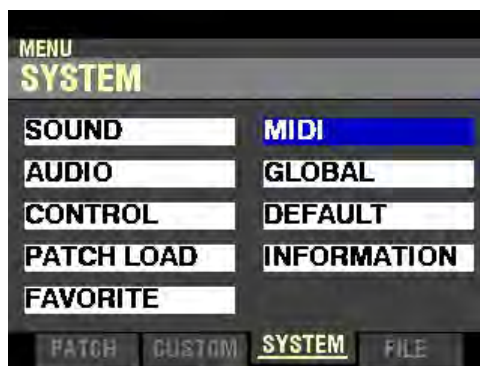 MENU
SYSTEM
SOUND
MIDI
AUDIO
GLOBAL
CONTROL
DEFAULT
PATCH LOAD
INFORMATION
FAVORITE
PATCH CUSTOM SYSTEM FILE